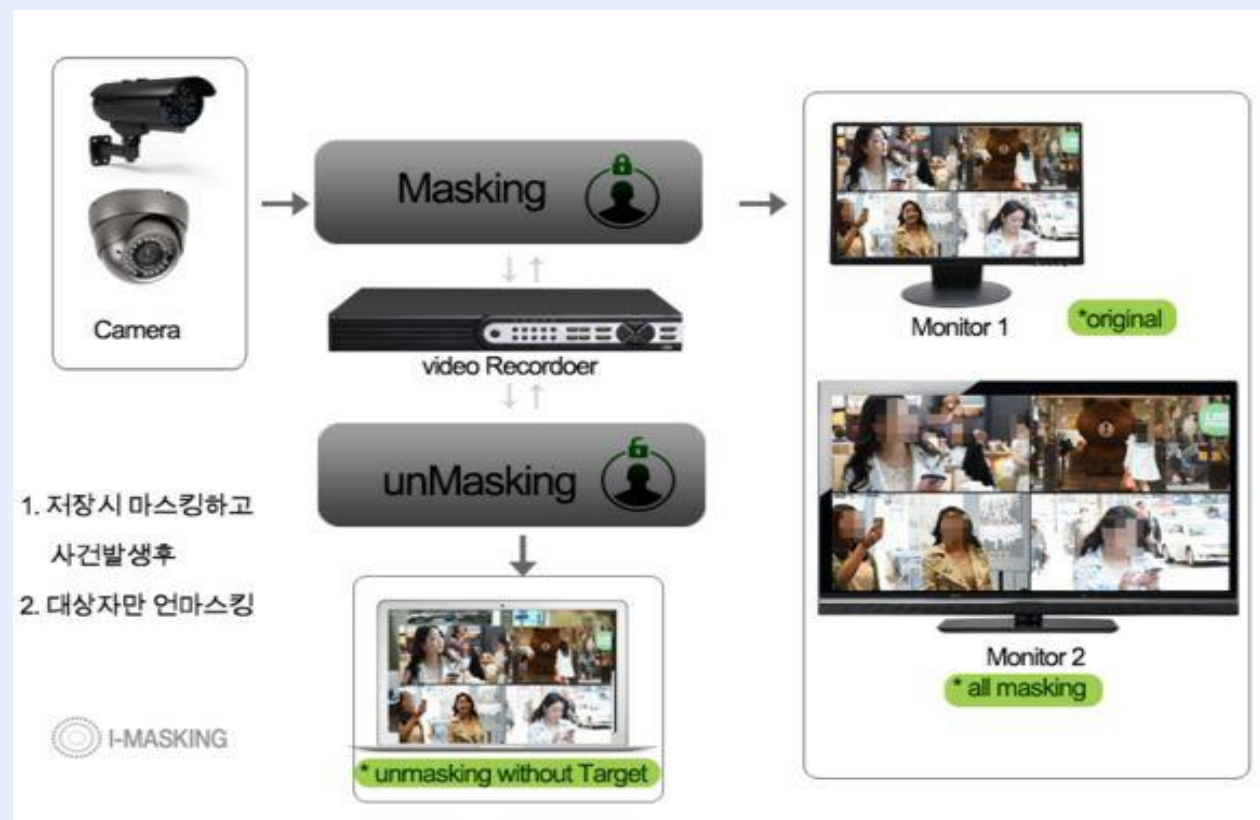 Camera
Masking
video Recordoer
unMasking
* unmasking without Target
Monitor 1
*original
Monitor 2
* all masking
1. 저장시 마스킹하고
사건발생후
2. 대상자만 언마스킹
I-MASKING